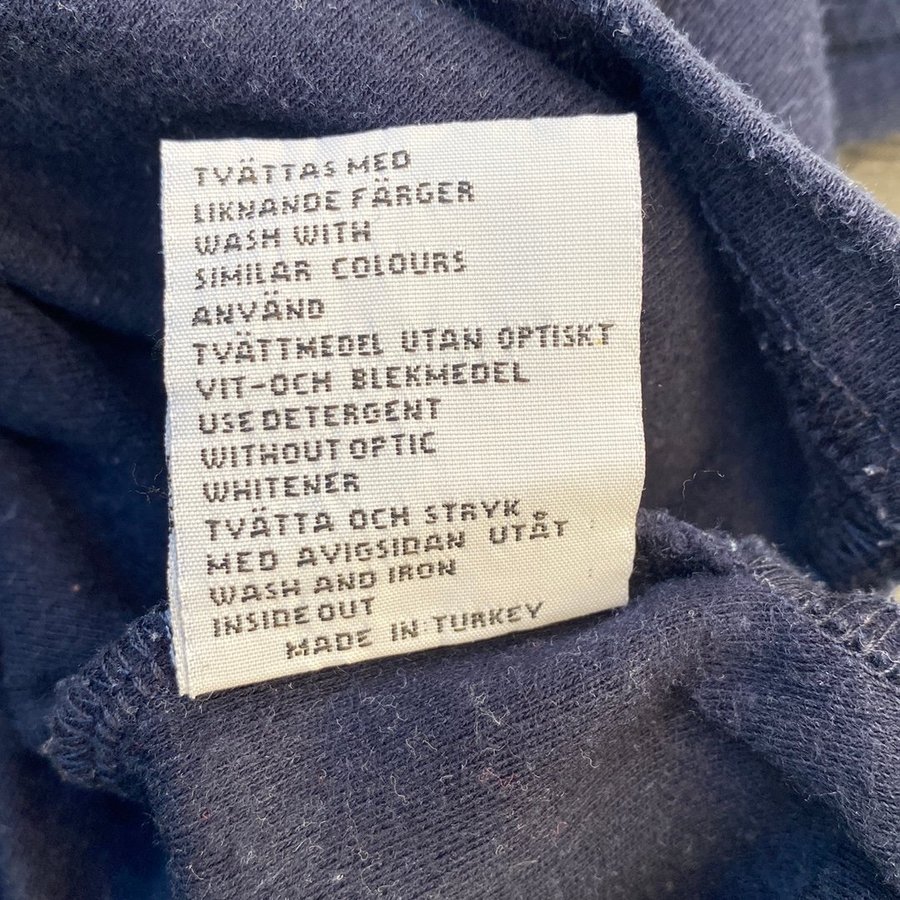 TVÄTTAS MED
LIKNANDE FÄRGER
WASH WITH
SIMILAR COLOURS
ANVÄND
TVÄTTMEDEL UTAN OPTISKT
VIT-OCH BLEKMEDEL
USE DETERGENT
WITHOUT OPTIC
WHITENER
TVÄTTA OCH STRYK
MED AVIGSIDAN UTÅT
WASH AND IRON
INSIDE OUT
MADE IN TURKEY